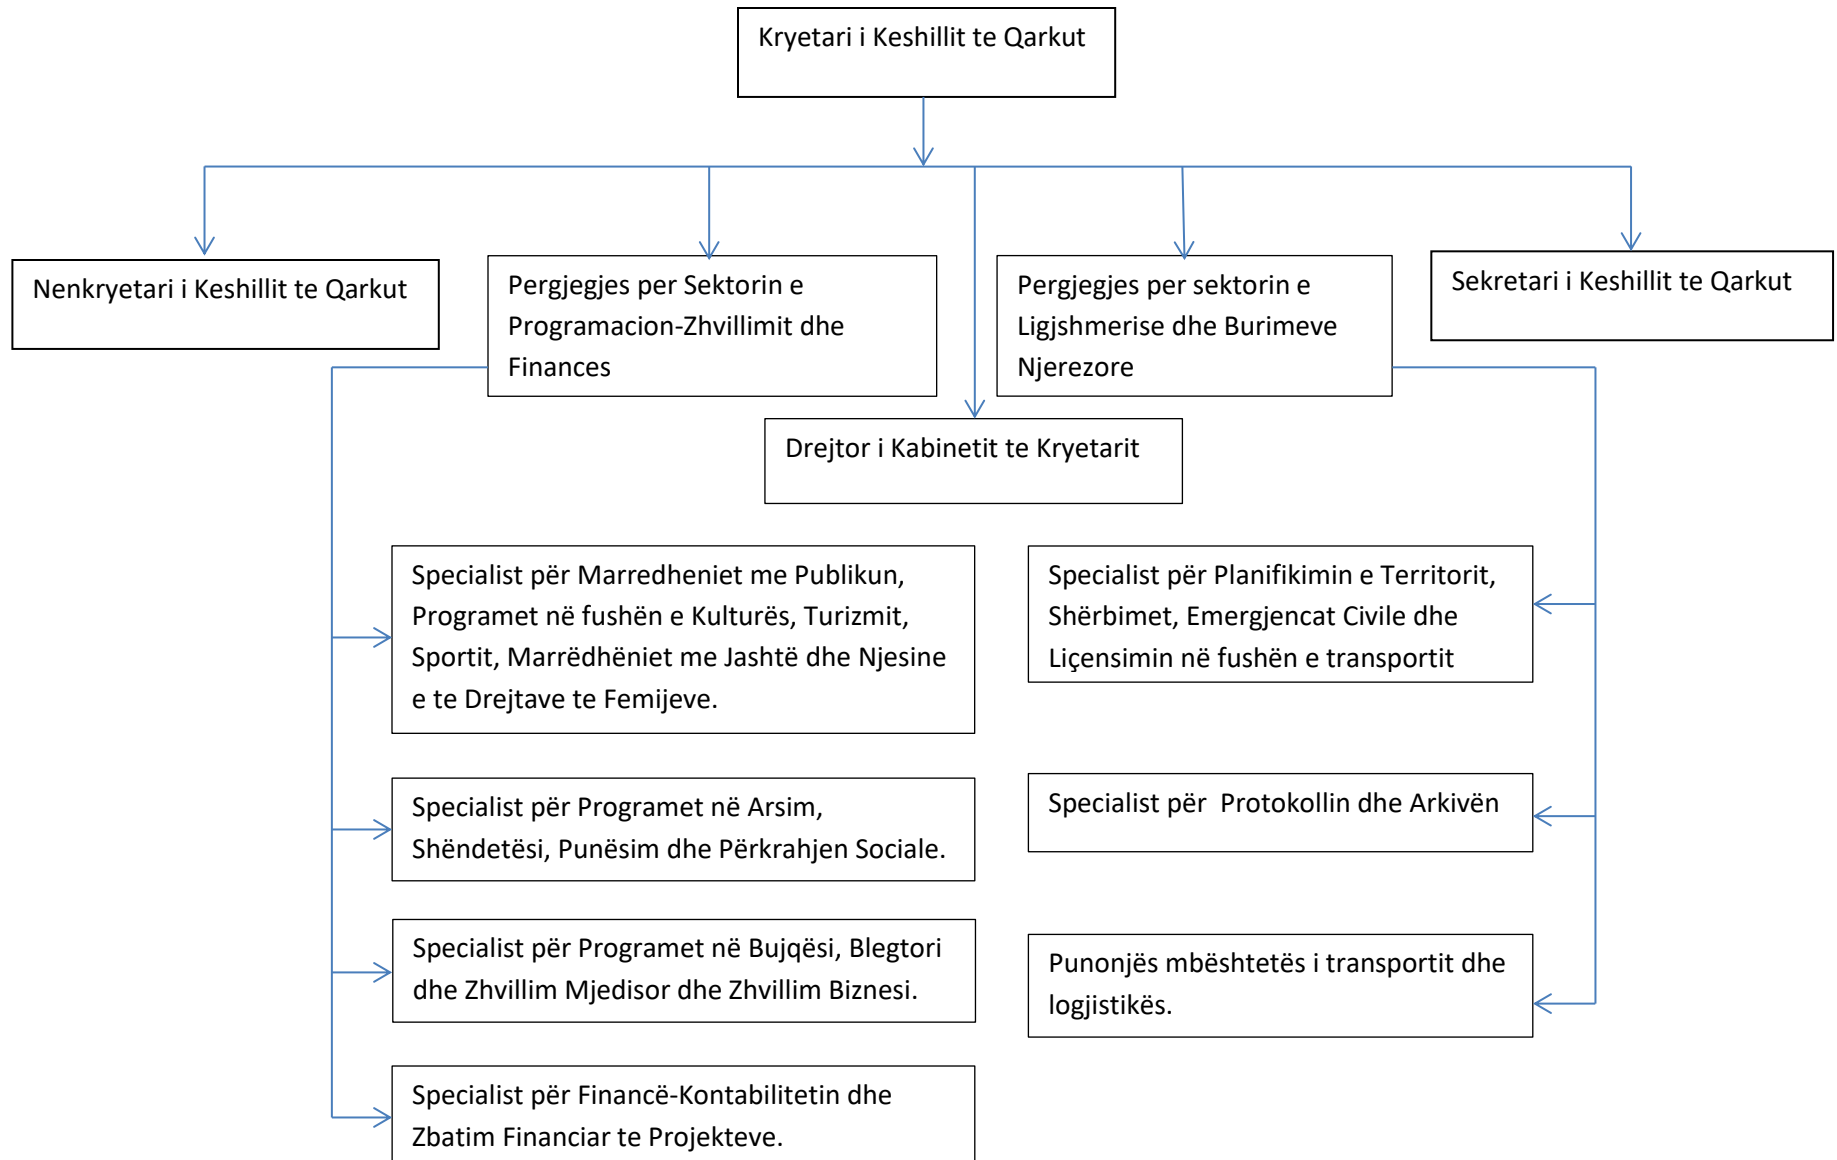 Kryetari i Keshillit te Qarkut
Nenkryetari i Keshillit te Qarkut
Pergjegjes per Sektorin e
Programacion-Zhvillimit dhe
Finances
Pergjegjes per sektorin e
Ligjshmerise dhe Burimeve
Njerezore
Sekretari i Keshillit te Qarkut
Drejtor i Kabinetit te Kryetarit
Specialist për Marredheniet me Publikun,
Programet në fushën e Kulturës, Turizmit,
Sportit, Marrëdhëniet me Jashtë dhe Njesine
e te Drejtave te Femijeve.
Specialist për Planifikimin e Territorit,
Shërbimet, Emergjencat Civile dhe
Liçensimin në fushën e transportit
Specialist për Programet në Arsim,
Shëndetësi, Punësim dhe Përkrahjen Sociale.
Specialist për  Protokollin dhe Arkivën
Specialist për Programet në Bujqësi, Blegtori
dhe Zhvillim Mjedisor dhe Zhvillim Biznesi.
Punonjës mbështetës i transportit dhe
logjistikës.
Specialist për Financë-Kontabilitetin dhe
Zbatim Financiar te Projekteve.